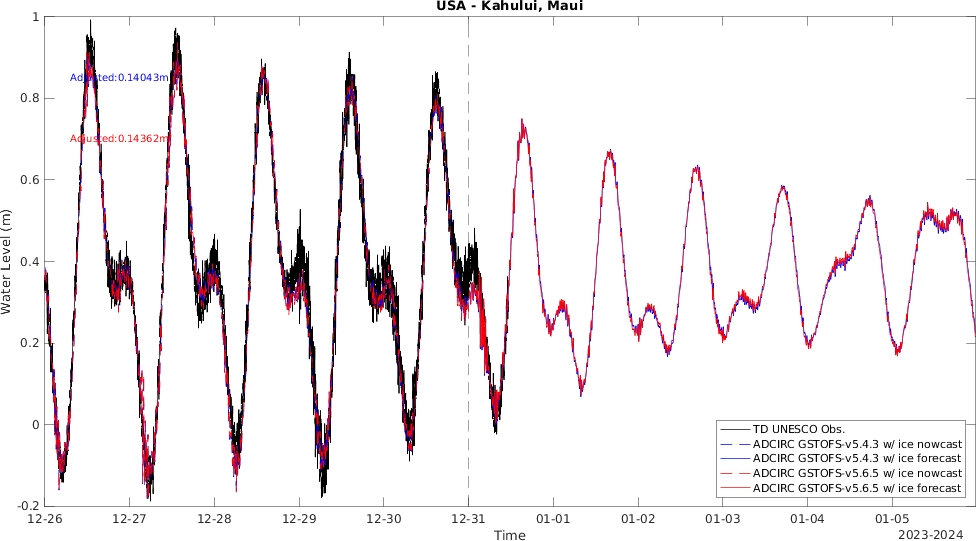 USA - Kahului, Maui
1
0.8
0.6
0.4
0.2
0
-0.2
Water Level (m)
Adjusted:0.14043m
Adjusted:0.14362m
TD UNESCO Obs.
ADCIRC GSTOFS-v5.4.3 w/ ice nowcast
ADCIRC GSTOFS-v5.4.3 w/ ice forecast
ADCIRC GSTOFS-v5.6.5 w/ ice nowcast
ADCIRC GSTOFS-v5.6.5 w/ ice forecast
12-26 12-27 12-28 12-29 12-30 12-31 01-01 01-02 01-03 01-04 01-05
Time
2023-2024